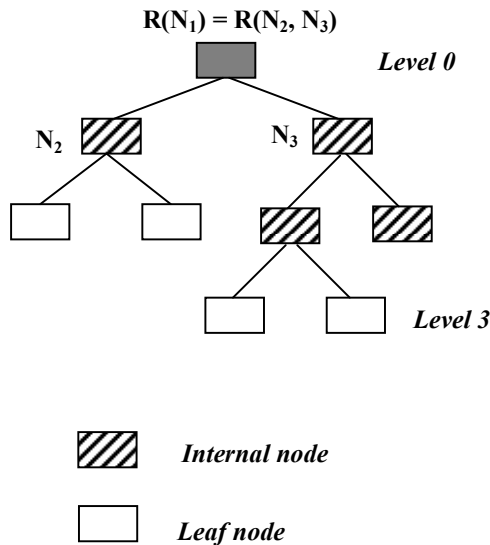 R(N₁) = R(N₂, N₃)
Level 0
N₂
N₃
Level 3
Internal node
Leaf node